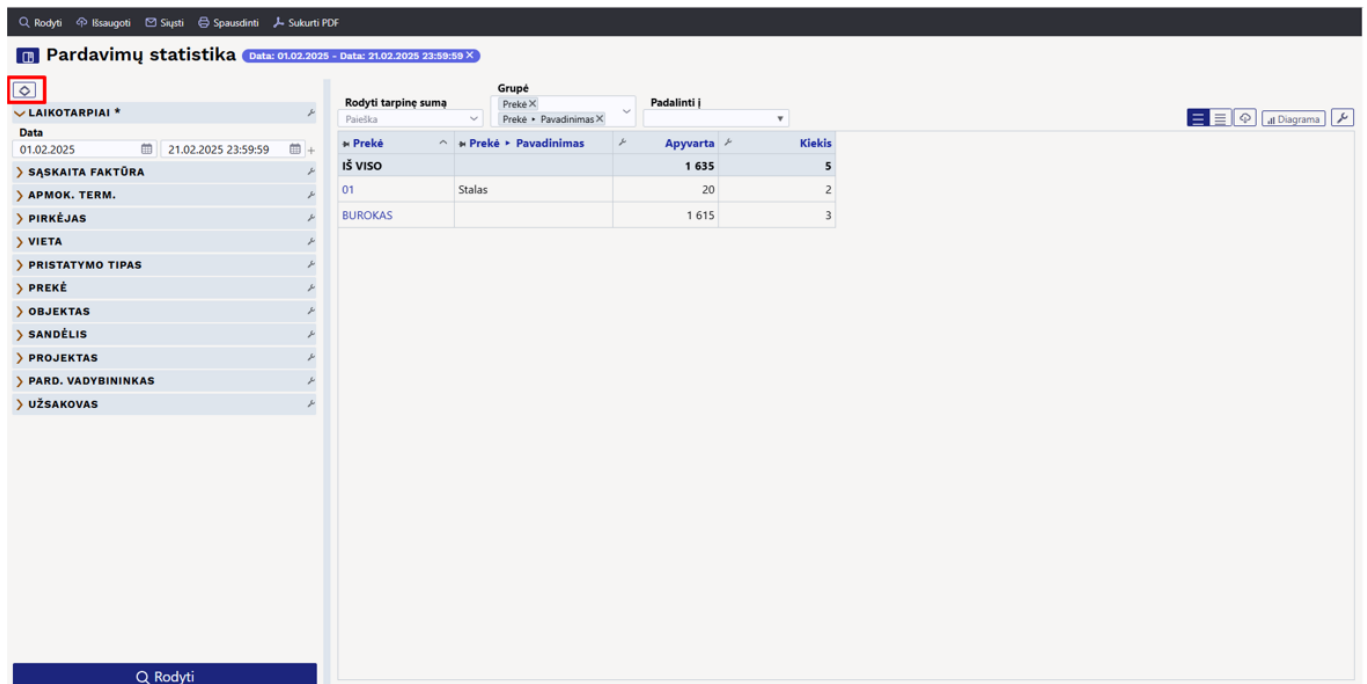 Rodyti Išsaugoti Siųsti Spausdinti Sukurti PDF
Pardavimų statistika Data: 01.02.2025 - Data: 21.02.2025 23:59:59 X
LAIKOTARPIAI *
Data
01.02.2025 21.02.2025 23:59:59 +
SĄSKAITA FAKTŪRA
APMOK. TERM.
PIRKĖJAS
VIETA
PRISTATYMO TIPAS
PREKĖ
OBJEKTAS
SANDĖLIS
PROJEKTAS
PARD. VADYBININKAS
UŽSAKOVAS
Rodyti
Rodyti tarpinę sumą
Paieška
Grupė
Prekė X
Prekė • Pavadinimas X
Padalinti į
Diagrama
Prekė Prekė ▸ Pavadinimas Apyvarta Kiekis
IŠ VISO 1 635 5
01 Stalas 20 2
BUROKAS 1 615 3